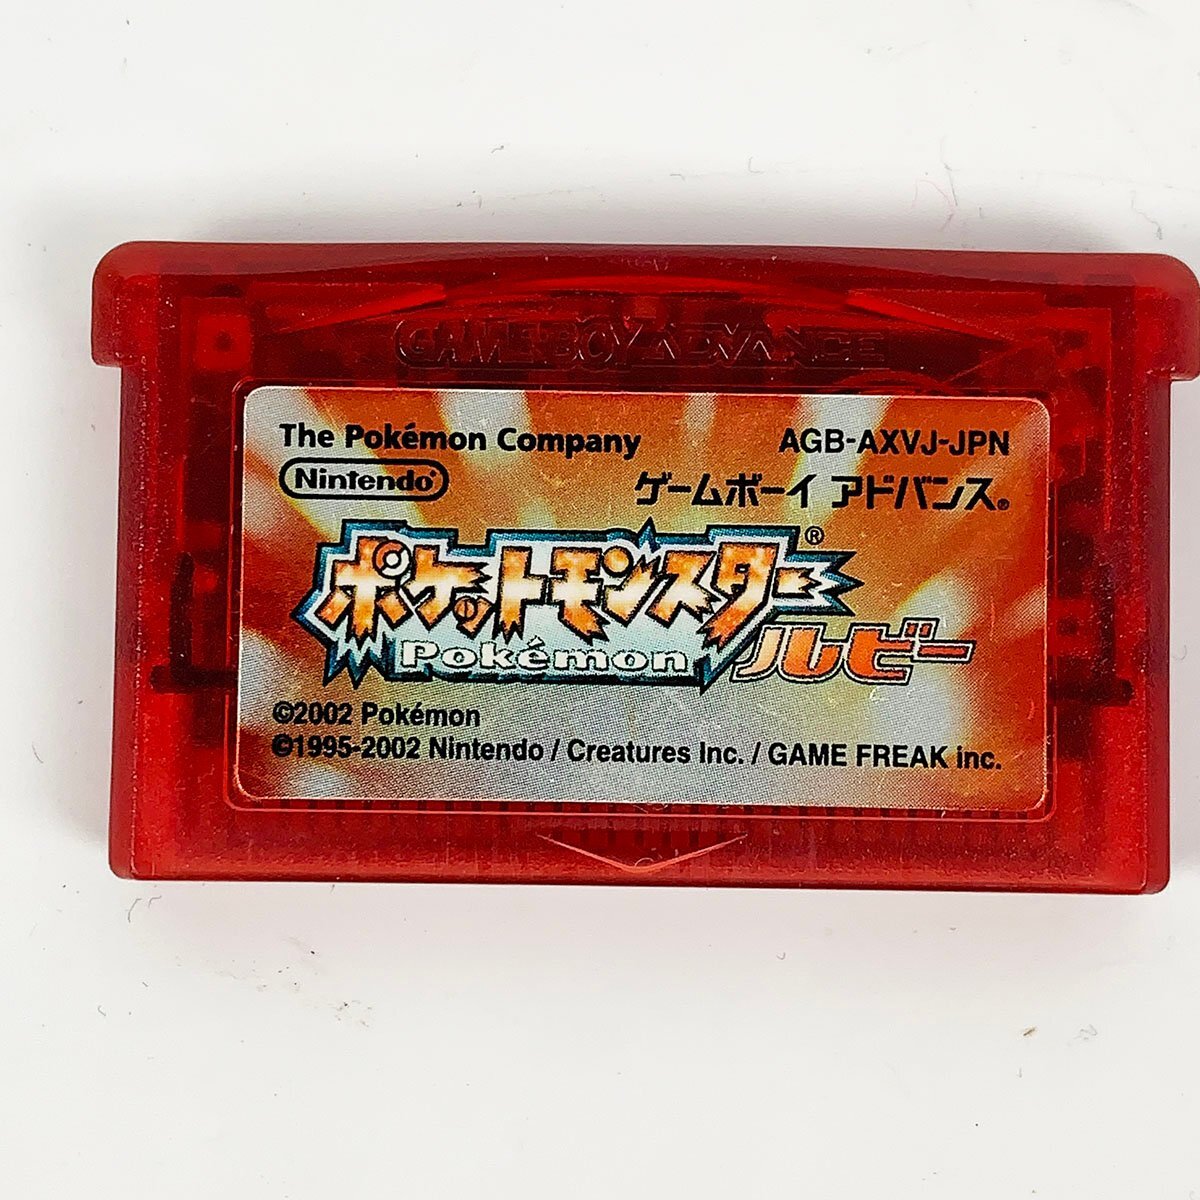 GAME BOY ADVANCE
The Pokémon Company
AGB-AXVJ-JPN
Nintendo®
ゲームボーイ アドバンス®
ポケットモンスター®
Pokémon
ルビー
©2002 Pokémon
©1995-2002 Nintendo / Creatures Inc. / GAME FREAK inc.